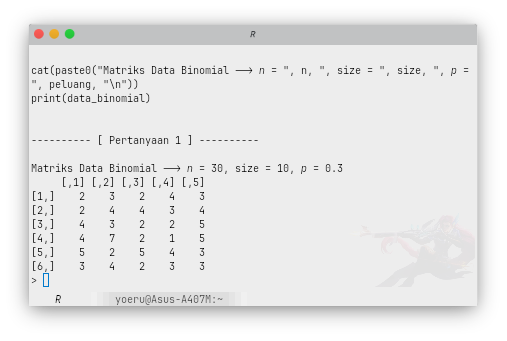 R
cat(paste0("Matriks Data Binomial —> n = ", n, ", size = ", size, ", p =
", peluang, "\n"))
print(data_binomial)
---------- [ Pertanyaan 1 ] ----------
Matriks Data Binomial —> n = 30, size = 10, p = 0.3
[,1] [,2] [,3] [,4] [,5]
[1,] 2 3 2 4 3
[2,] 2 4 4 3 4
[3,] 4 3 2 2 5
[4,] 4 7 2 1 5
[5,] 5 2 5 4 3
[6,] 3 4 2 3 3
>
R yoeru@Asus-A407M:~